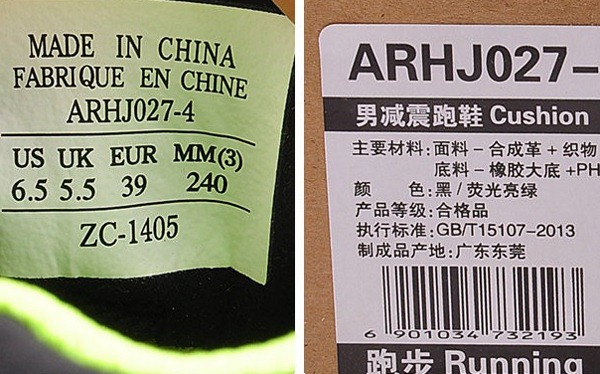 MADE IN CHINA
FABRIQUE EN CHINE
ARHJ027-4
US UK EUR MM(3)
6.5 5.5 39 240
ZC-1405
ARHJ027-
男减震跑鞋 Cushion
主要材料:面料-合成革+织物
底料-橡胶大底+PH
颜 色:黑/荧光亮绿
产品等级:合格品
执行标准:GB/T15107-2013
制成品产地:广东东莞
6 901034 732193
跑步 Running